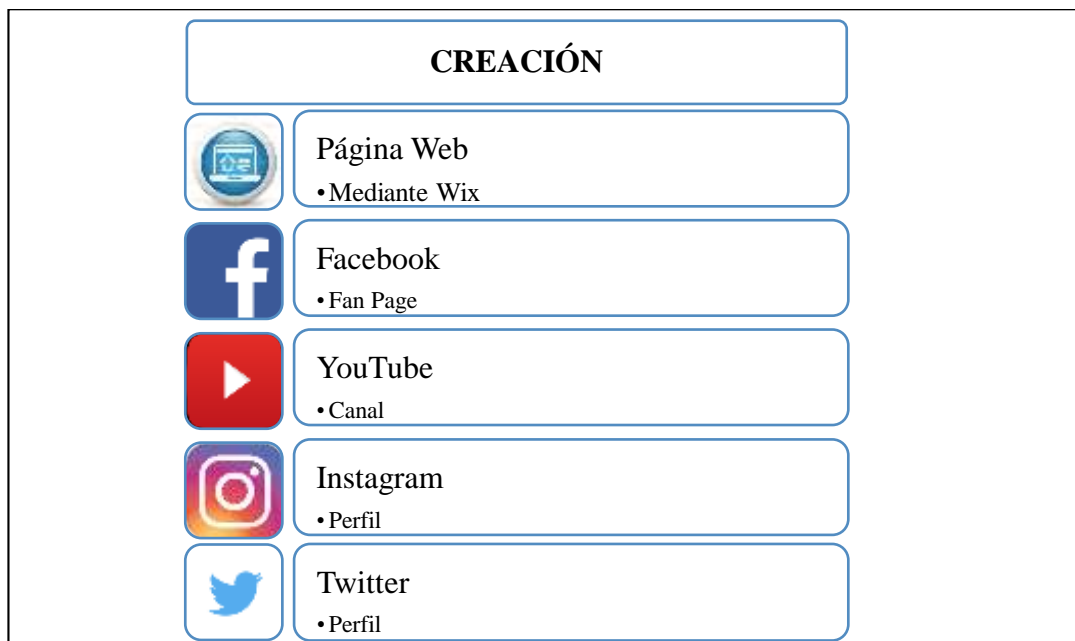 CREACIÓN
Página Web
• Mediante Wix
Facebook
• Fan Page
YouTube
• Canal
Instagram
• Perfil
Twitter
• Perfil